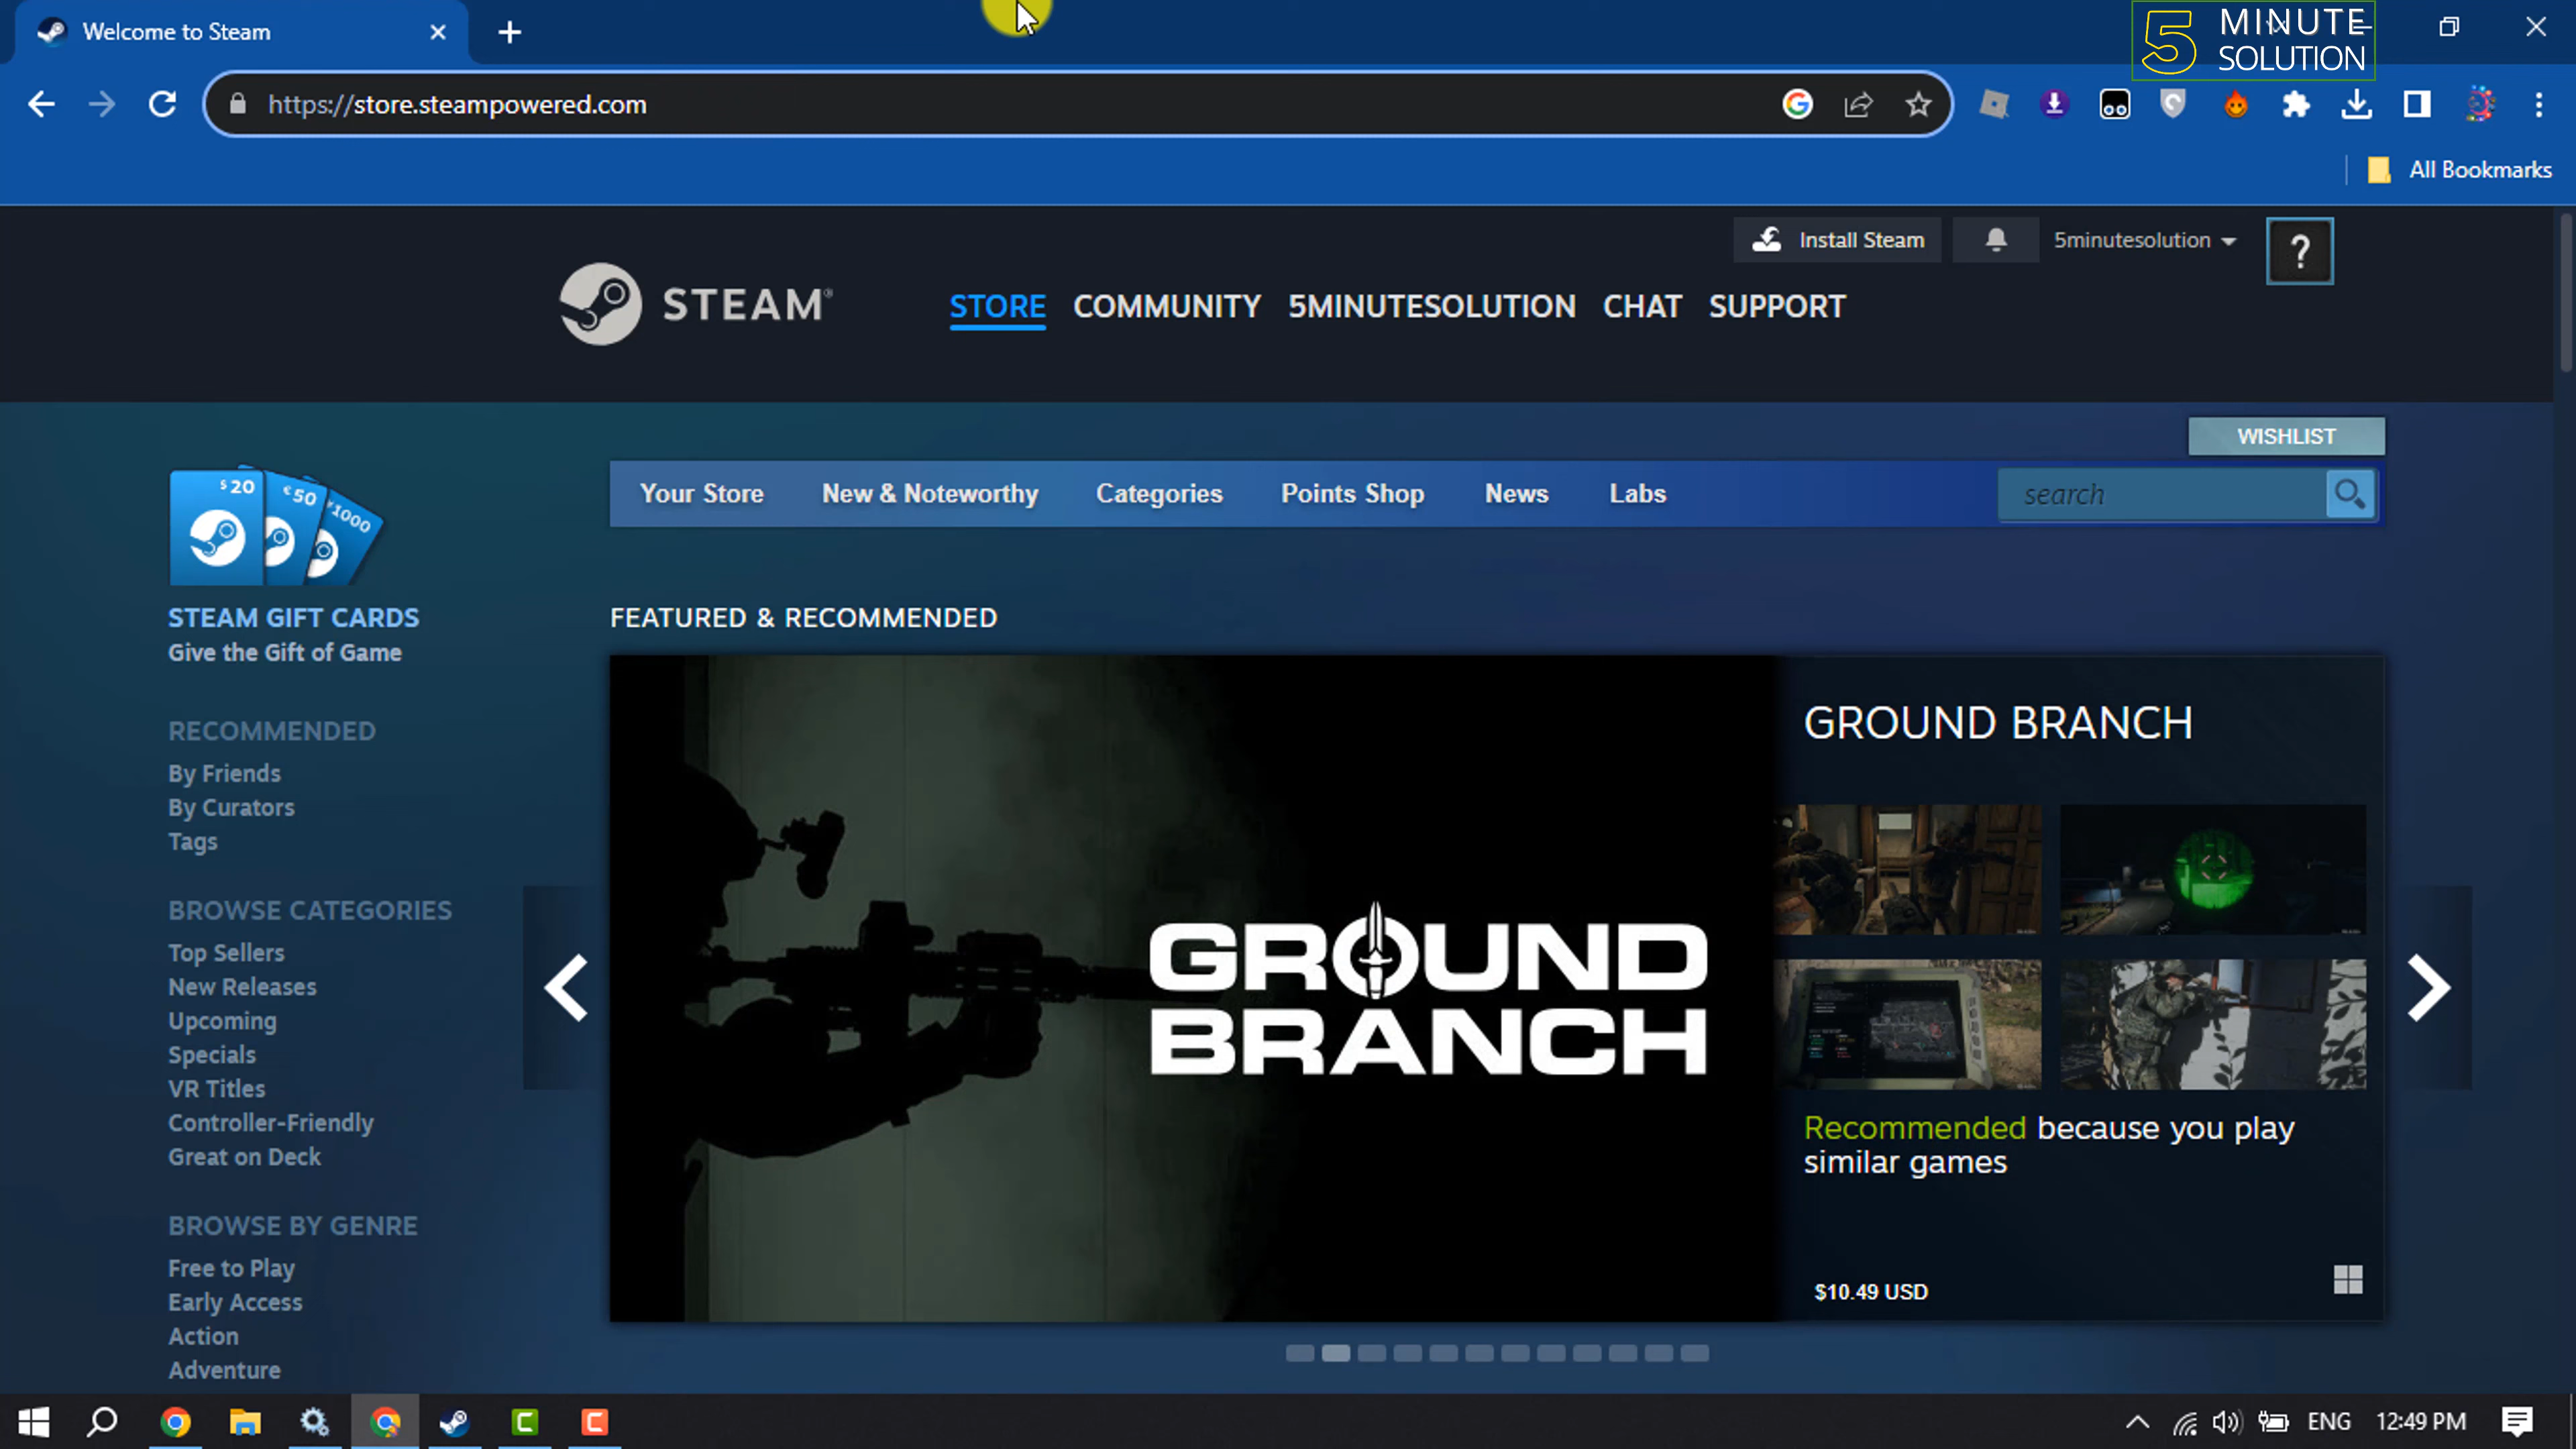 Welcome to Steam
5 MINUTE
SOLUTION
https://store.steampowered.com
All Bookmarks
Install Steam
5minutesolution
?
STEAM®
STORE COMMUNITY 5MINUTESOLUTION CHAT SUPPORT
WISHLIST
Your Store New & Noteworthy Categories Points Shop News Labs
search
$20 €50 ¥1000
STEAM GIFT CARDS
Give the Gift of Game
RECOMMENDED
By Friends
By Curators
Tags
BROWSE CATEGORIES
Top Sellers
New Releases
Upcoming
Specials
VR Titles
Controller-Friendly
Great on Deck
BROWSE BY GENRE
Free to Play
Early Access
Action
Adventure
FEATURED & RECOMMENDED
GROUND
BRANCH
GROUND BRANCH
Recommended because you play
similar games
$10.49 USD
ENG 12:49 PM